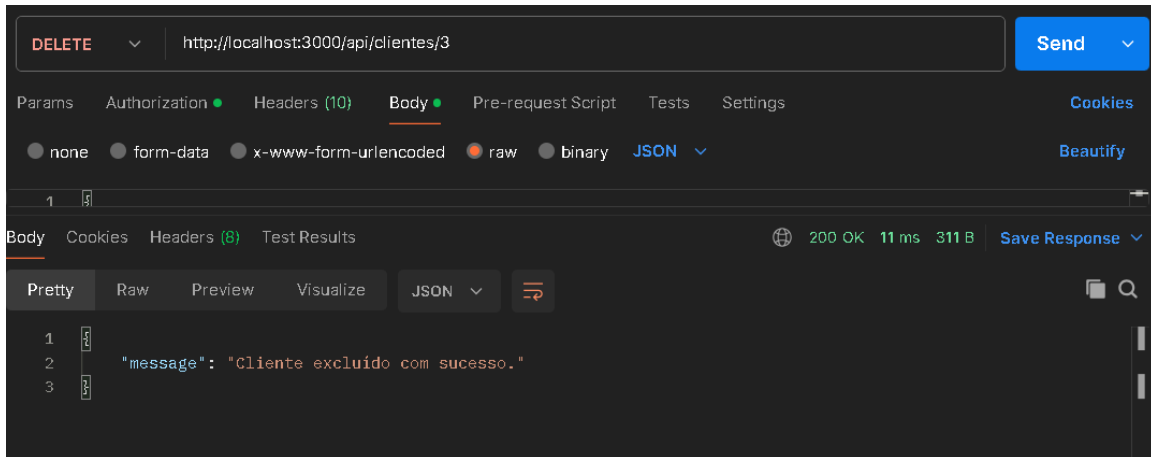 DELETE http://localhost:3000/api/clientes/3 Send
Params Authorization Headers (10) Body Pre-request Script Tests Settings Cookies
none form-data x-www-form-urlencoded raw binary JSON Beautify
1 {
Body Cookies Headers (8) Test Results 200 OK 11 ms 311 B Save Response
Pretty Raw Preview Visualize JSON
1 {
2 "message": "Cliente excluído com sucesso."
3 }